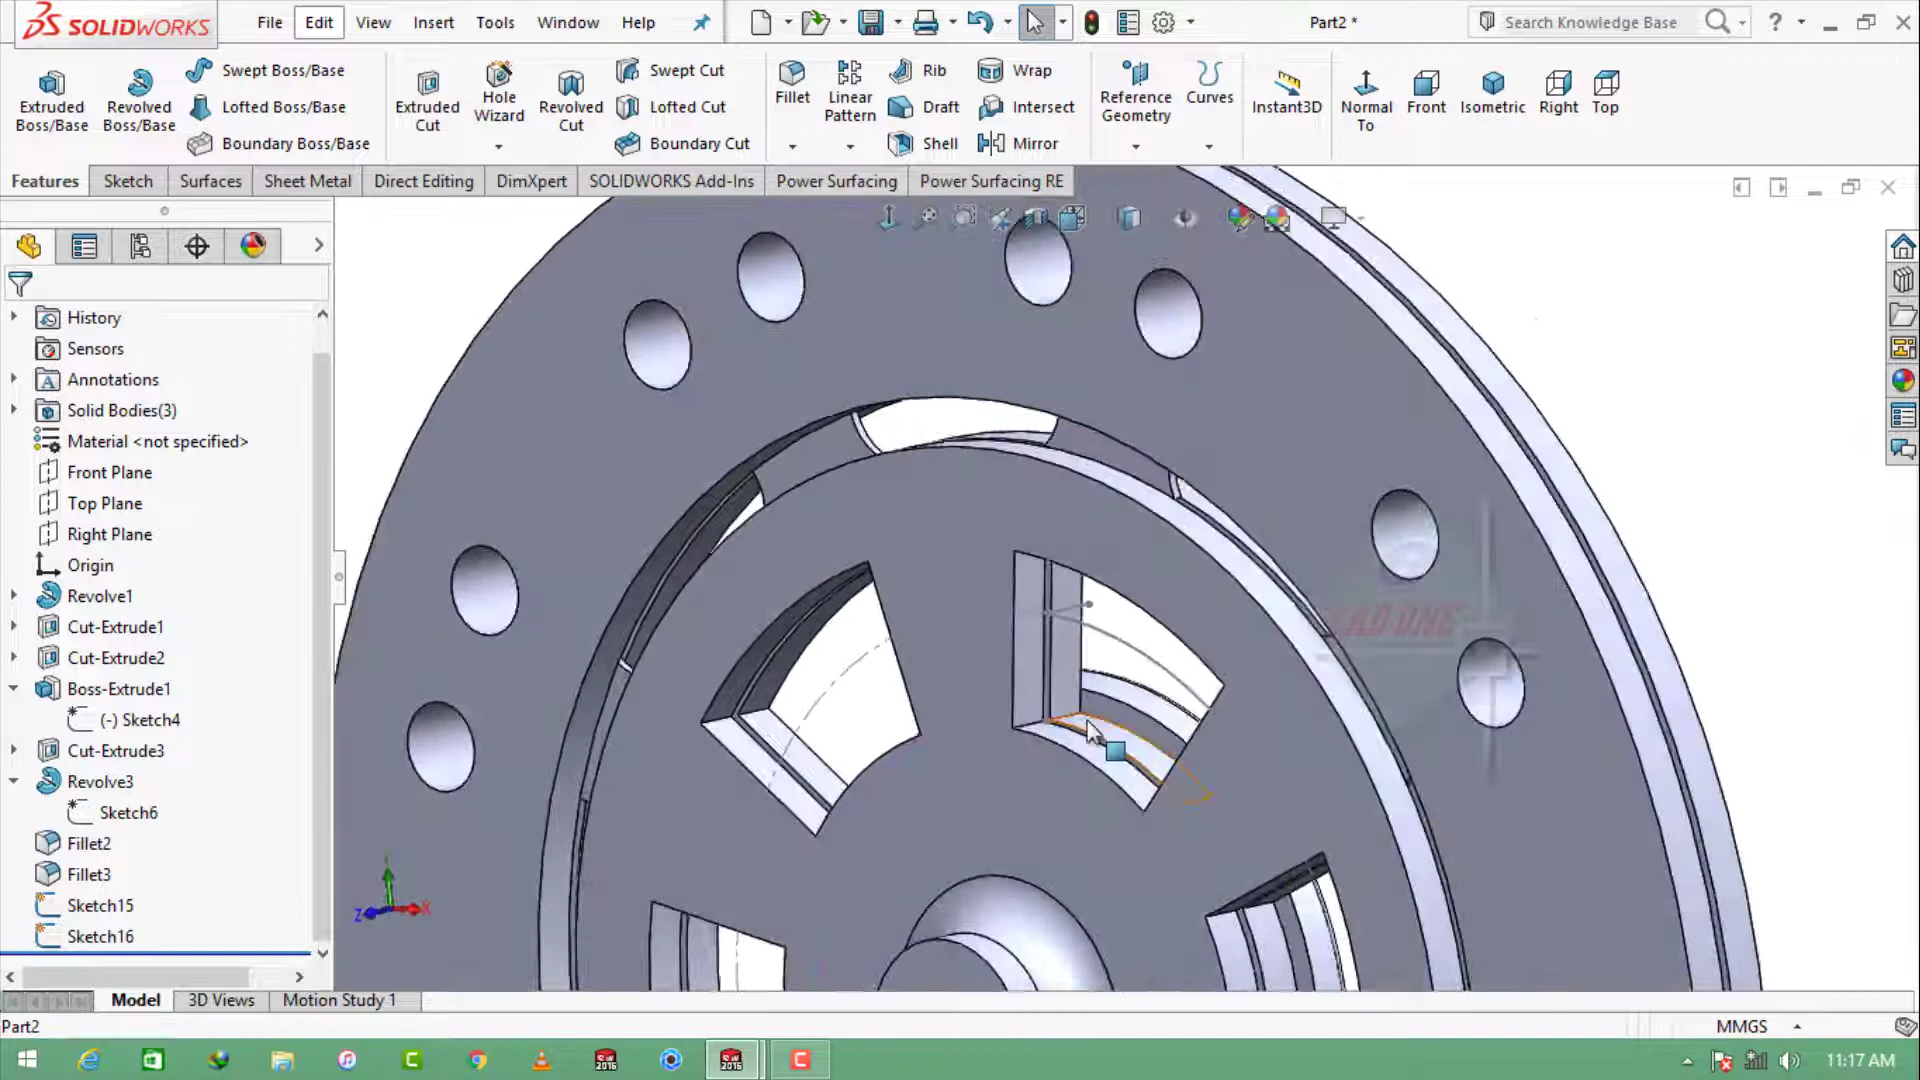 SOLIDWORKS
File Edit View Insert Tools Window Help
Part2 *
Search Knowledge Base
?
Extruded Boss/Base
Revolved Boss/Base
Swept Boss/Base
Lofted Boss/Base
Boundary Boss/Base
Extruded Cut
Hole Wizard
Revolved Cut
Swept Cut
Lofted Cut
Boundary Cut
Fillet
Linear Pattern
Rib
Draft
Shell
Wrap
Intersect
Mirror
Reference Geometry
Curves
Instant3D
Normal To
Front
Isometric
Right
Top
Features Sketch Surfaces Sheet Metal Direct Editing DimXpert SOLIDWORKS Add-Ins Power Surfacing Power Surfacing RE
History
Sensors
Annotations
Solid Bodies(3)
Material <not specified>
Front Plane
Top Plane
Right Plane
Origin
Revolve1
Cut-Extrude1
Cut-Extrude2
Boss-Extrude1
(-) Sketch4
Cut-Extrude3
Revolve3
Sketch6
Fillet2
Fillet3
Sketch15
Sketch16
Z X
Model 3D Views Motion Study 1
Part2
MMGS
11:17 AM